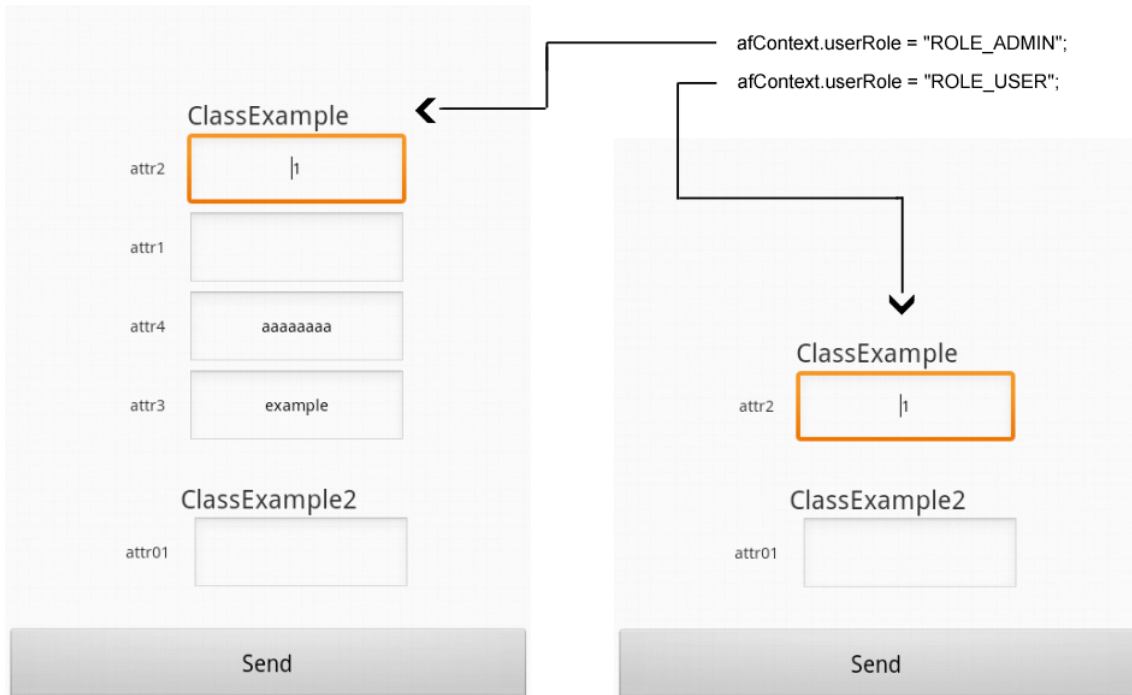 afContext.userRole = "ROLE_ADMIN";
afContext.userRole = "ROLE_USER";
ClassExample
attr2 1
attr1
attr4 aaaaaaaa
attr3 example
ClassExample2
attr01
Send
ClassExample
attr2 1
ClassExample2
attr01
Send